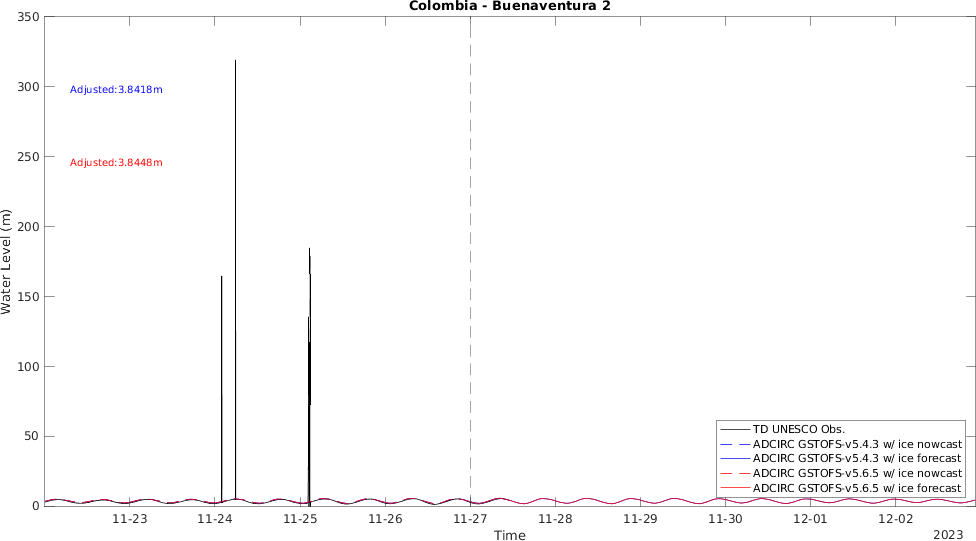 Colombia - Buenaventura 2
350
300
250
200
150
100
50
0
Water Level (m)
Adjusted:3.8418m
Adjusted:3.8448m
TD UNESCO Obs.
ADCIRC GSTOFS-v5.4.3 w/ ice nowcast
ADCIRC GSTOFS-v5.4.3 w/ ice forecast
ADCIRC GSTOFS-v5.6.5 w/ ice nowcast
ADCIRC GSTOFS-v5.6.5 w/ ice forecast
11-23 11-24 11-25 11-26 11-27 11-28 11-29 11-30 12-01 12-02
Time
2023